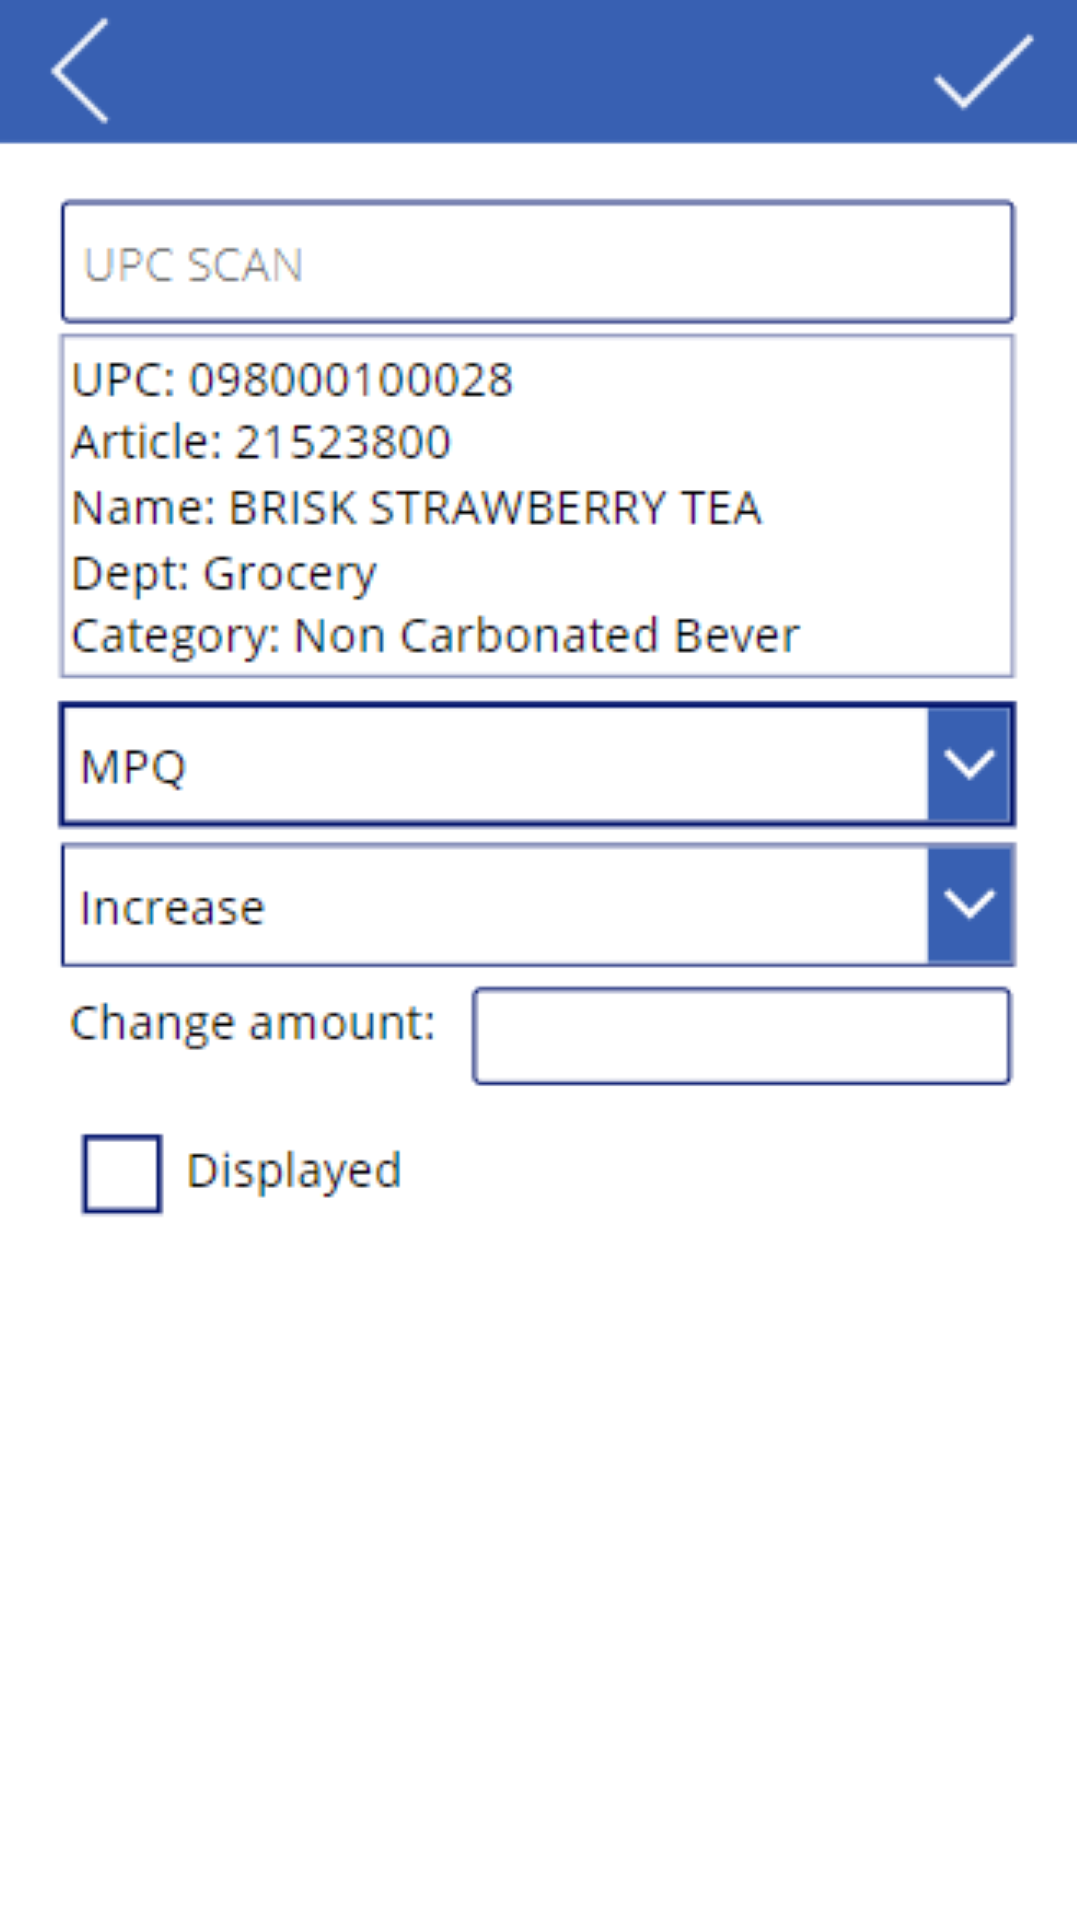 UPC SCAN
UPC: 098000100028
Article: 21523800
Name: BRISK STRAWBERRY TEA
Dept: Grocery
Category: Non Carbonated Bever
MPQ
Increase
Change amount:
Displayed